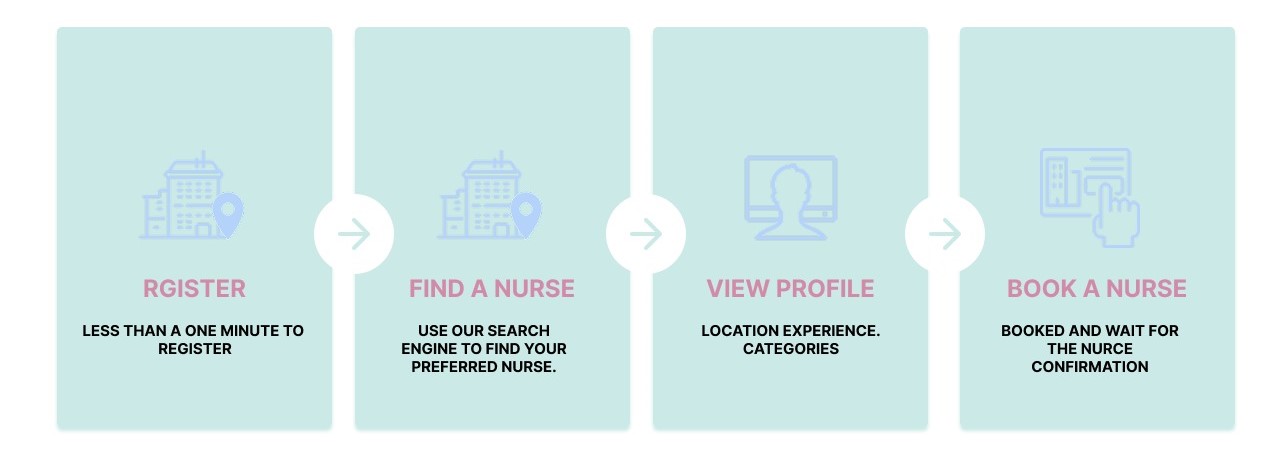 RGISTER
LESS THAN A ONE MINUTE TO
REGISTER
FIND A NURSE
USE OUR SEARCH
ENGINE TO FIND YOUR
PREFERRED NURSE.
VIEW PROFILE
LOCATION EXPERIENCE.
CATEGORIES
BOOK A NURSE
BOOKED AND WAIT FOR
THE NURCE
CONFIRMATION